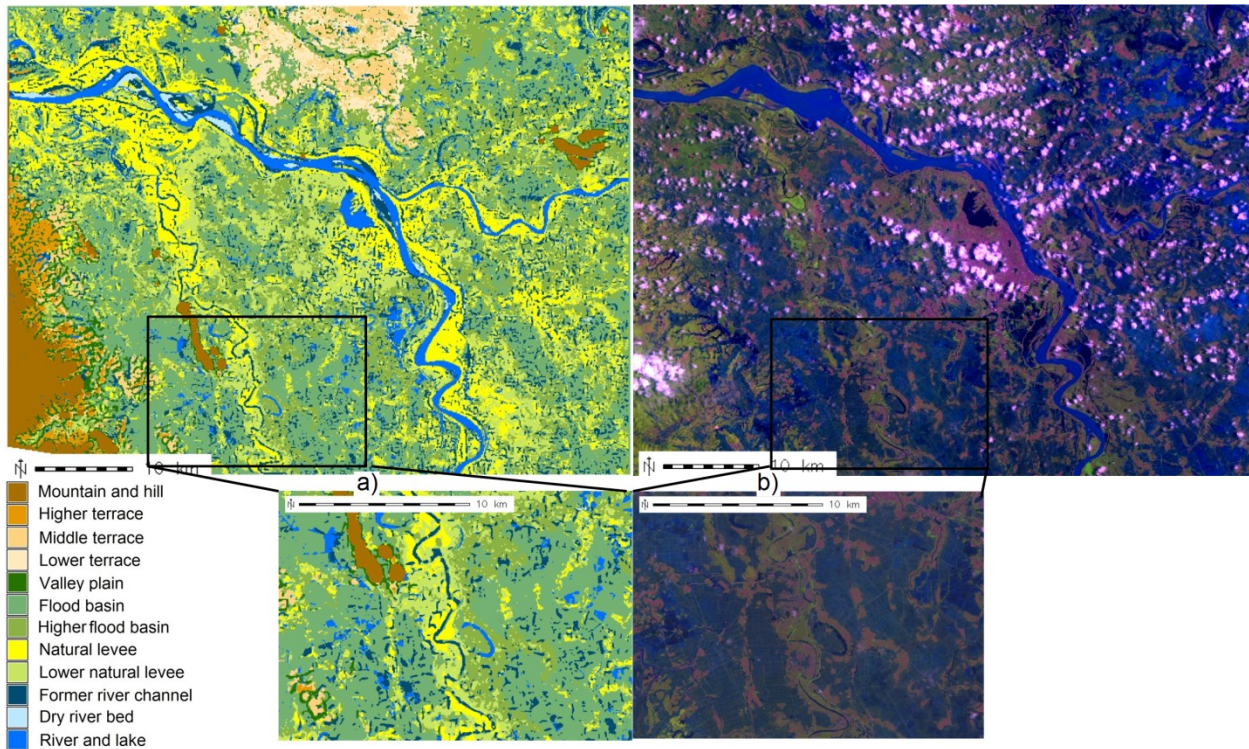 N
10 km
N
10 km
a)
b)
N
10 km
N
10 km
Mountain and hill
Higher terrace
Middle terrace
Lower terrace
Valley plain
Flood basin
Higher flood basin
Natural levee
Lower natural levee
Former river channel
Dry river bed
River and lake